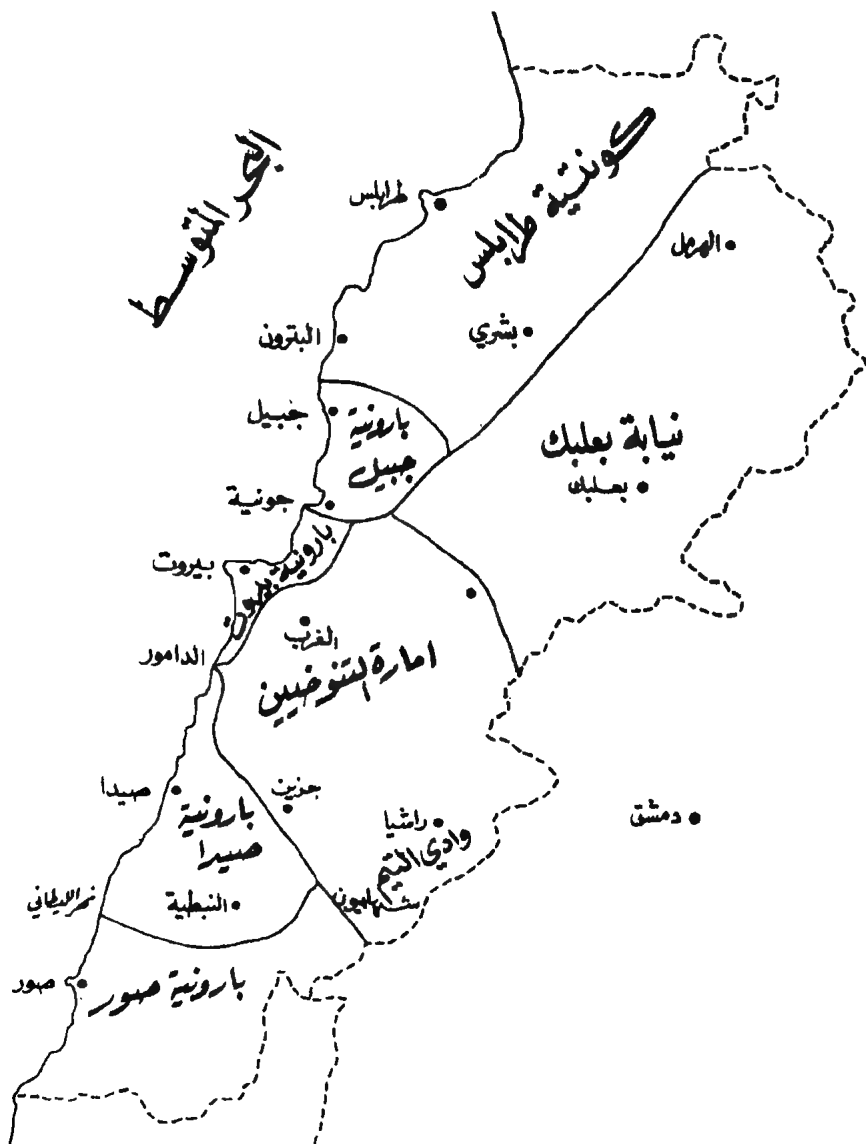 البحر المتوسط
كونتية طرابلس
طرابلس
الهرمل
البترون
بشري
جبيل
بارونية
جبيل
نيابة بعلبك
بعلبك
جونية
بارونية بيروت
بيروت
الغرب
الدامور
امارة التنوخيين
صيدا
بارونية
صيدا
جزين
راشيا
وادي التيم
دمشق
نهر الليطاني
النبطية
صور
بارونية صور